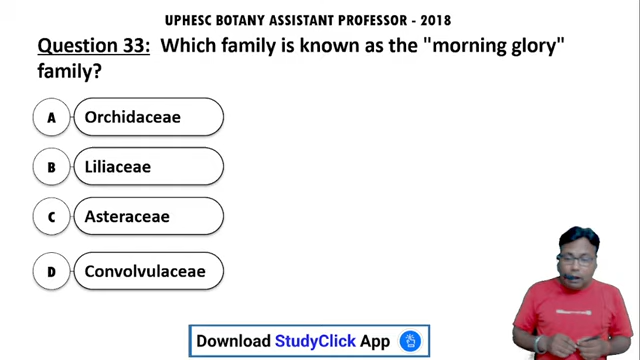 UPHESC BOTANY ASSISTANT PROFESSOR - 2018
Question 33: Which family is known as the "morning glory"
family?
A Orchidaceae
B Liliaceae
C Asteraceae
D Convolvulaceae
Download StudyClick App